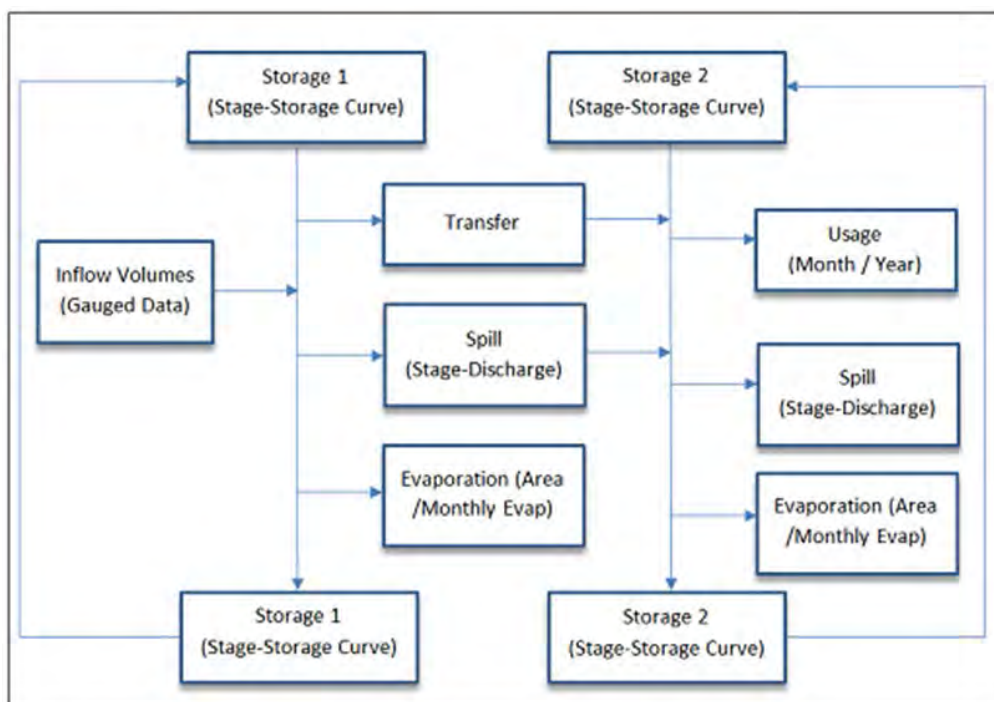 Storage 1
(Stage-Storage Curve)
Storage 2
(Stage-Storage Curve)
Transfer
Usage
(Month / Year)
Inflow Volumes
(Gauged Data)
Spill
(Stage-Discharge)
Spill
(Stage-Discharge)
Evaporation (Area
/Monthly Evap)
Evaporation (Area
/Monthly Evap)
Storage 1
(Stage-Storage Curve)
Storage 2
(Stage-Storage Curve)